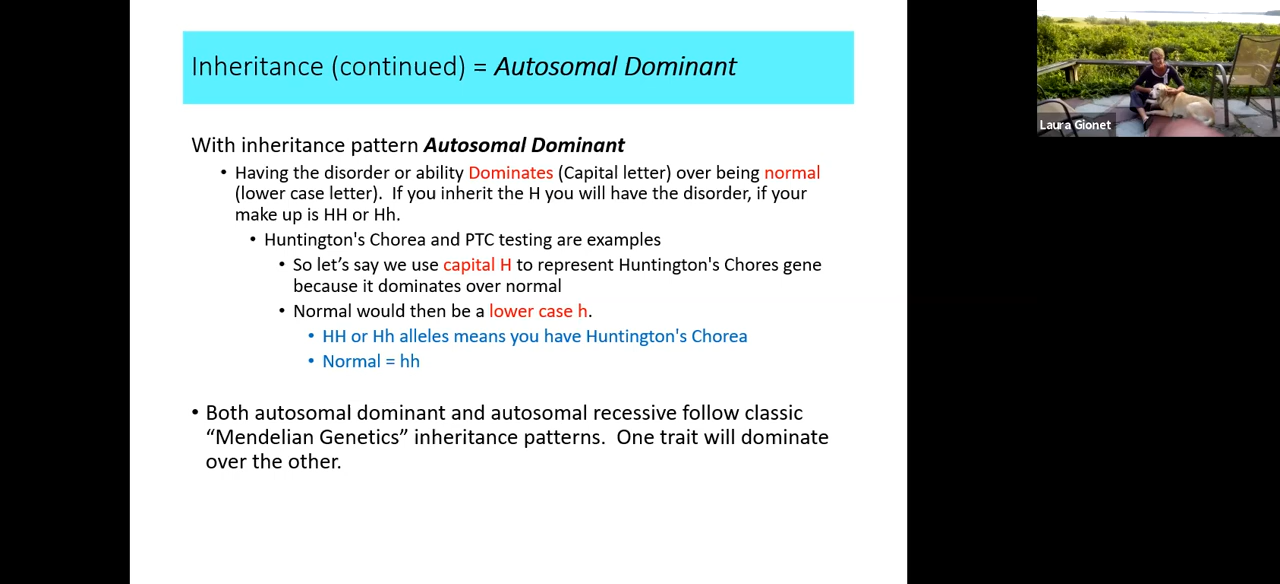 Inheritance (continued) = Autosomal Dominant
With inheritance pattern Autosomal Dominant
• Having the disorder or ability Dominates (Capital letter) over being normal
(lower case letter). If you inherit the H you will have the disorder, if your
make up is HH or Hh.
• Huntington's Chorea and PTC testing are examples
• So let’s say we use capital H to represent Huntington's Chores gene
because it dominates over normal
• Normal would then be a lower case h.
• HH or Hh alleles means you have Huntington's Chorea
• Normal = hh
• Both autosomal dominant and autosomal recessive follow classic
“Mendelian Genetics” inheritance patterns. One trait will dominate
over the other.
Laura Gionet